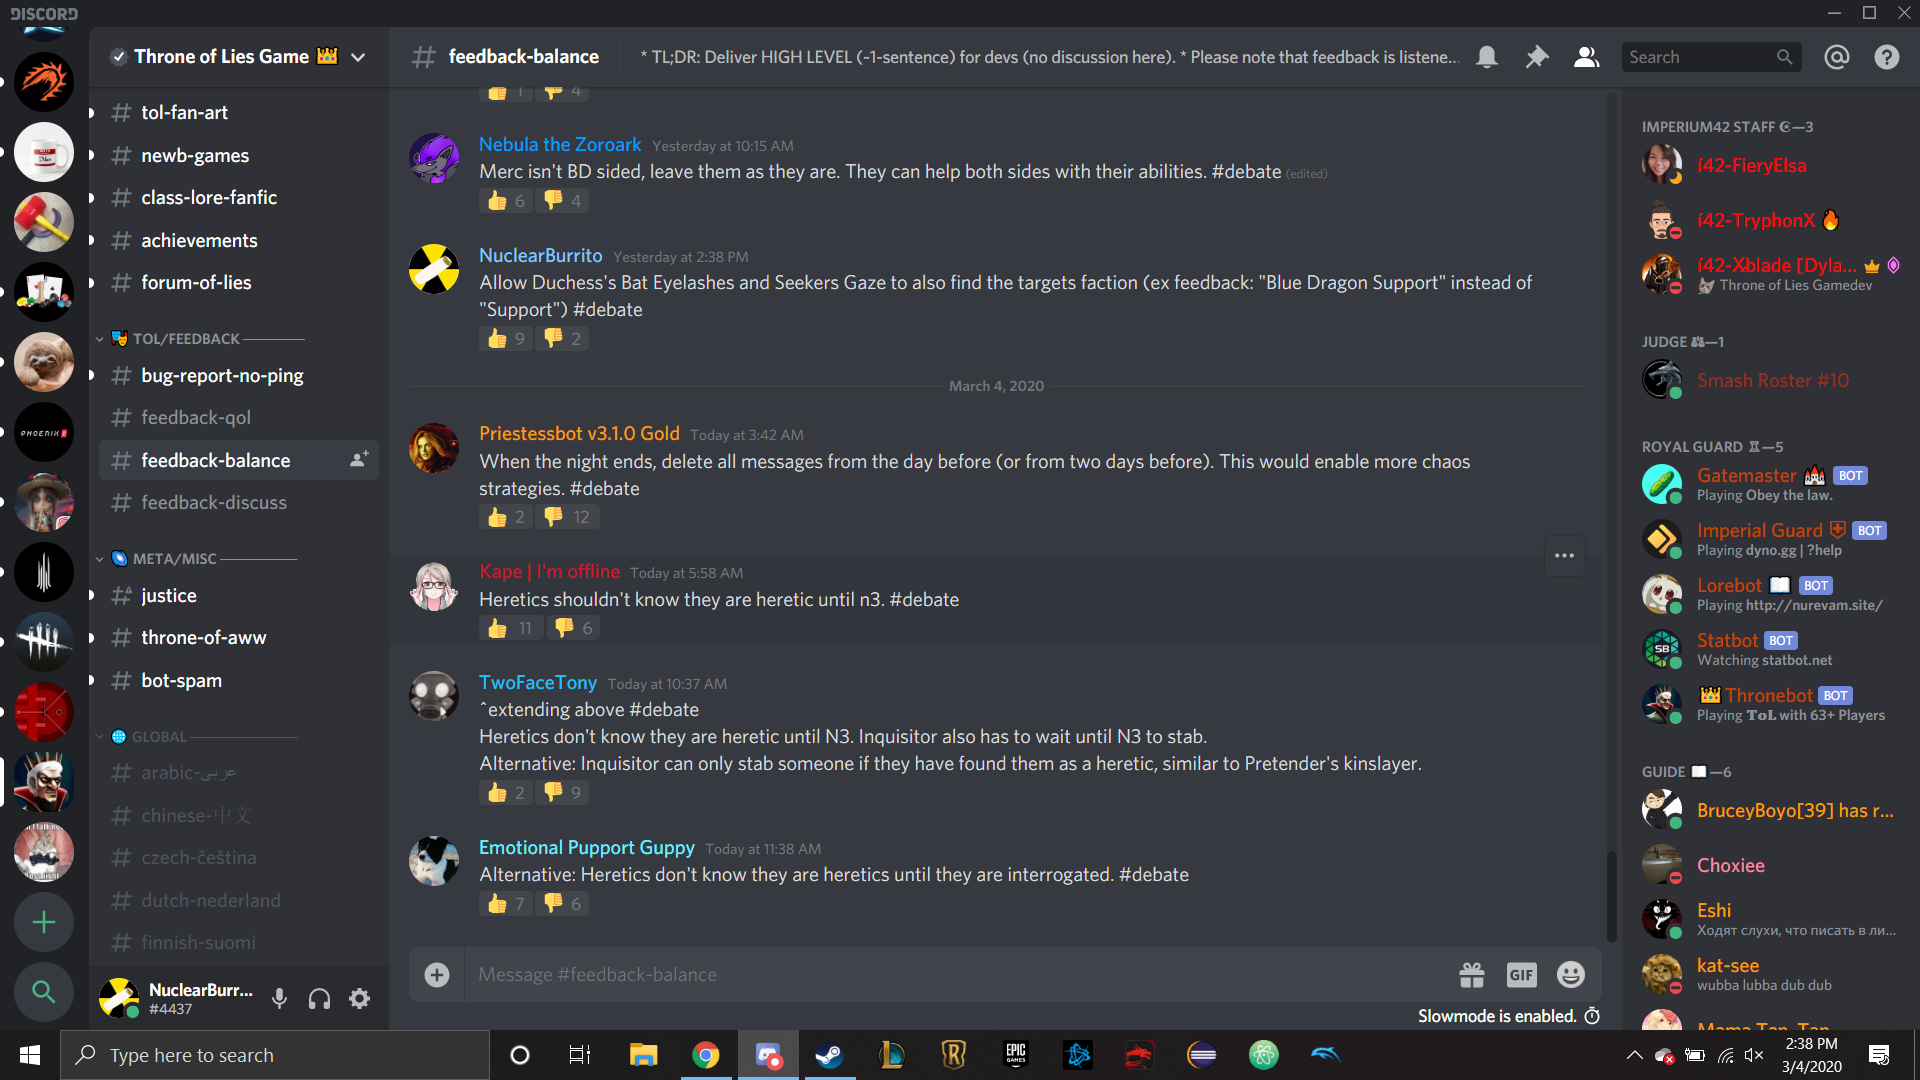 DISCORD
Throne of Lies Game
# feedback-balance
* TL;DR: Deliver HIGH LEVEL (~1-sentence) for devs (no discussion here). * Please note that feedback is listene...
Search
# tol-fan-art
# newb-games
# class-lore-fanfic
# achievements
# forum-of-lies
TOL/FEEDBACK
# bug-report-no-ping
# feedback-qol
# feedback-balance
# feedback-discuss
META/MISC
# justice
# throne-of-aww
# bot-spam
GLOBAL
# arabic-عربي
# chinese-中文
# czech-čeština
# dutch-nederland
# finnish-suomi
NuclearBurr...
#4437
1 4
Nebula the Zoroark Yesterday at 10:15 AM
Merc isn't BD sided, leave them as they are. They can help both sides with their abilities. #debate (edited)
6 4
NuclearBurrito Yesterday at 2:38 PM
Allow Duchess's Bat Eyelashes and Seekers Gaze to also find the targets faction (ex feedback: "Blue Dragon Support" instead of
"Support") #debate
9 2
March 4, 2020
Priestessbot v3.1.0 Gold Today at 3:42 AM
When the night ends, delete all messages from the day before (or from two days before). This would enable more chaos
strategies. #debate
2 12
Kape | I'm offline Today at 5:58 AM
Heretics shouldn't know they are heretic until n3. #debate
11 6
TwoFaceTony Today at 10:37 AM
^extending above #debate
Heretics don't know they are heretic until N3. Inquisitor also has to wait until N3 to stab.
Alternative: Inquisitor can only stab someone if they have found them as a heretic, similar to Pretender's kinslayer.
2 9
Emotional Pupport Guppy Today at 11:38 AM
Alternative: Heretics don't know they are heretics until they are interrogated. #debate
7 6
Message #feedback-balance
GIF
Slowmode is enabled.
IMPERIUM42 STAFF —3
í42-FieryElsa
í42-TryphonX
í42-Xblade [Dyla...
Throne of Lies Gamedev
JUDGE —1
Smash Roster #10
ROYAL GUARD —5
Gatemaster BOT
Playing Obey the law.
Imperial Guard BOT
Playing dyno.gg | ?help
Lorebot BOT
Playing http://nurevam.site/
Statbot BOT
Watching statbot.net
Thronebot BOT
Playing ToL with 63+ Players
GUIDE —6
BruceyBoyo[39] has r...
Choxiee
Eshi
Ходят слухи, что писать в ли...
kat-see
wubba lubba dub dub
Mama Tan Tan
PHOENIX
SB
Type here to search
EPIC GAMES
2:38 PM
3/4/2020